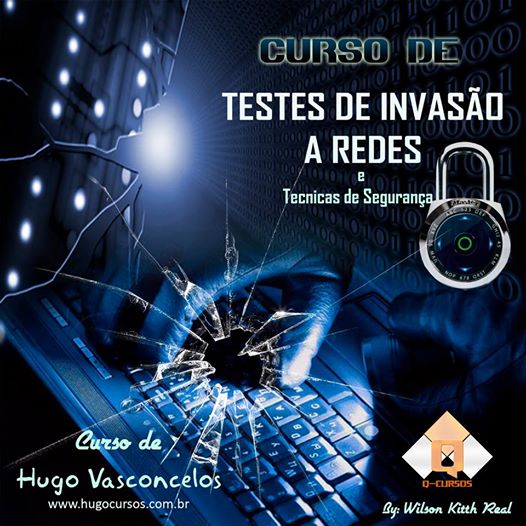 CURSO DE
TESTES DE INVASÃO
A REDES
e
Tecnicas de Segurança
Curso de
Hugo Vasconcelos
www.hugocursos.com.br
Q-CURSOS
By: Wilson Kitth Real